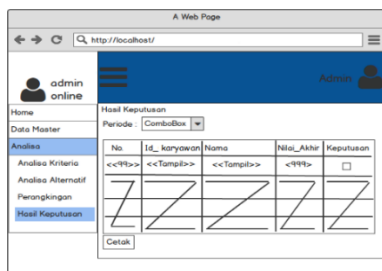 A Web Page
http://localhost/
admin
online
Admin
Home
Data Master
Analisa
Analisa Kriteria
Analisa Alternatif
Perangkingan
Hasil Keputusan
Hasil Keputusan
Periode : ComboBox
No. Id_ karyawan Nama Nilai_Akhir Keputusan
<<99>> <<Tampil>> <<Tampil>> <999>
Cetak